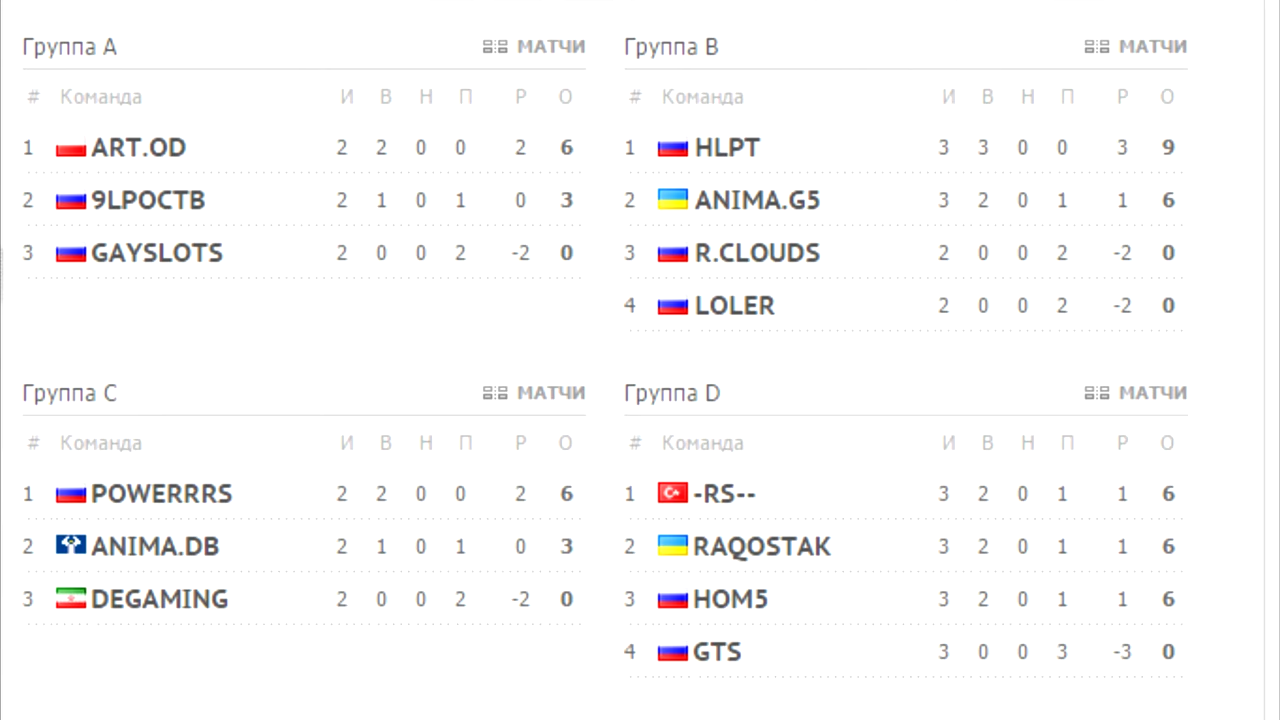 Группа A МАТЧИ
# Команда И В Н П Р О
1 ART.OD 2 2 0 0 2 6
2 9LPOCTB 2 1 0 1 0 3
3 GAYSLOTS 2 0 0 2 -2 0
Группа B МАТЧИ
# Команда И В Н П Р О
1 HLPT 3 3 0 0 3 9
2 ANIMA.G5 3 2 0 1 1 6
3 R.CLOUDS 2 0 0 2 -2 0
4 LOLER 2 0 0 2 -2 0
Группа C МАТЧИ
# Команда И В Н П Р О
1 POWERRRS 2 2 0 0 2 6
2 ANIMA.DB 2 1 0 1 0 3
3 DEGAMING 2 0 0 2 -2 0
Группа D МАТЧИ
# Команда И В Н П Р О
1 -RS-- 3 2 0 1 1 6
2 RAQOSTAK 3 2 0 1 1 6
3 HOM5 3 2 0 1 1 6
4 GTS 3 0 0 3 -3 0